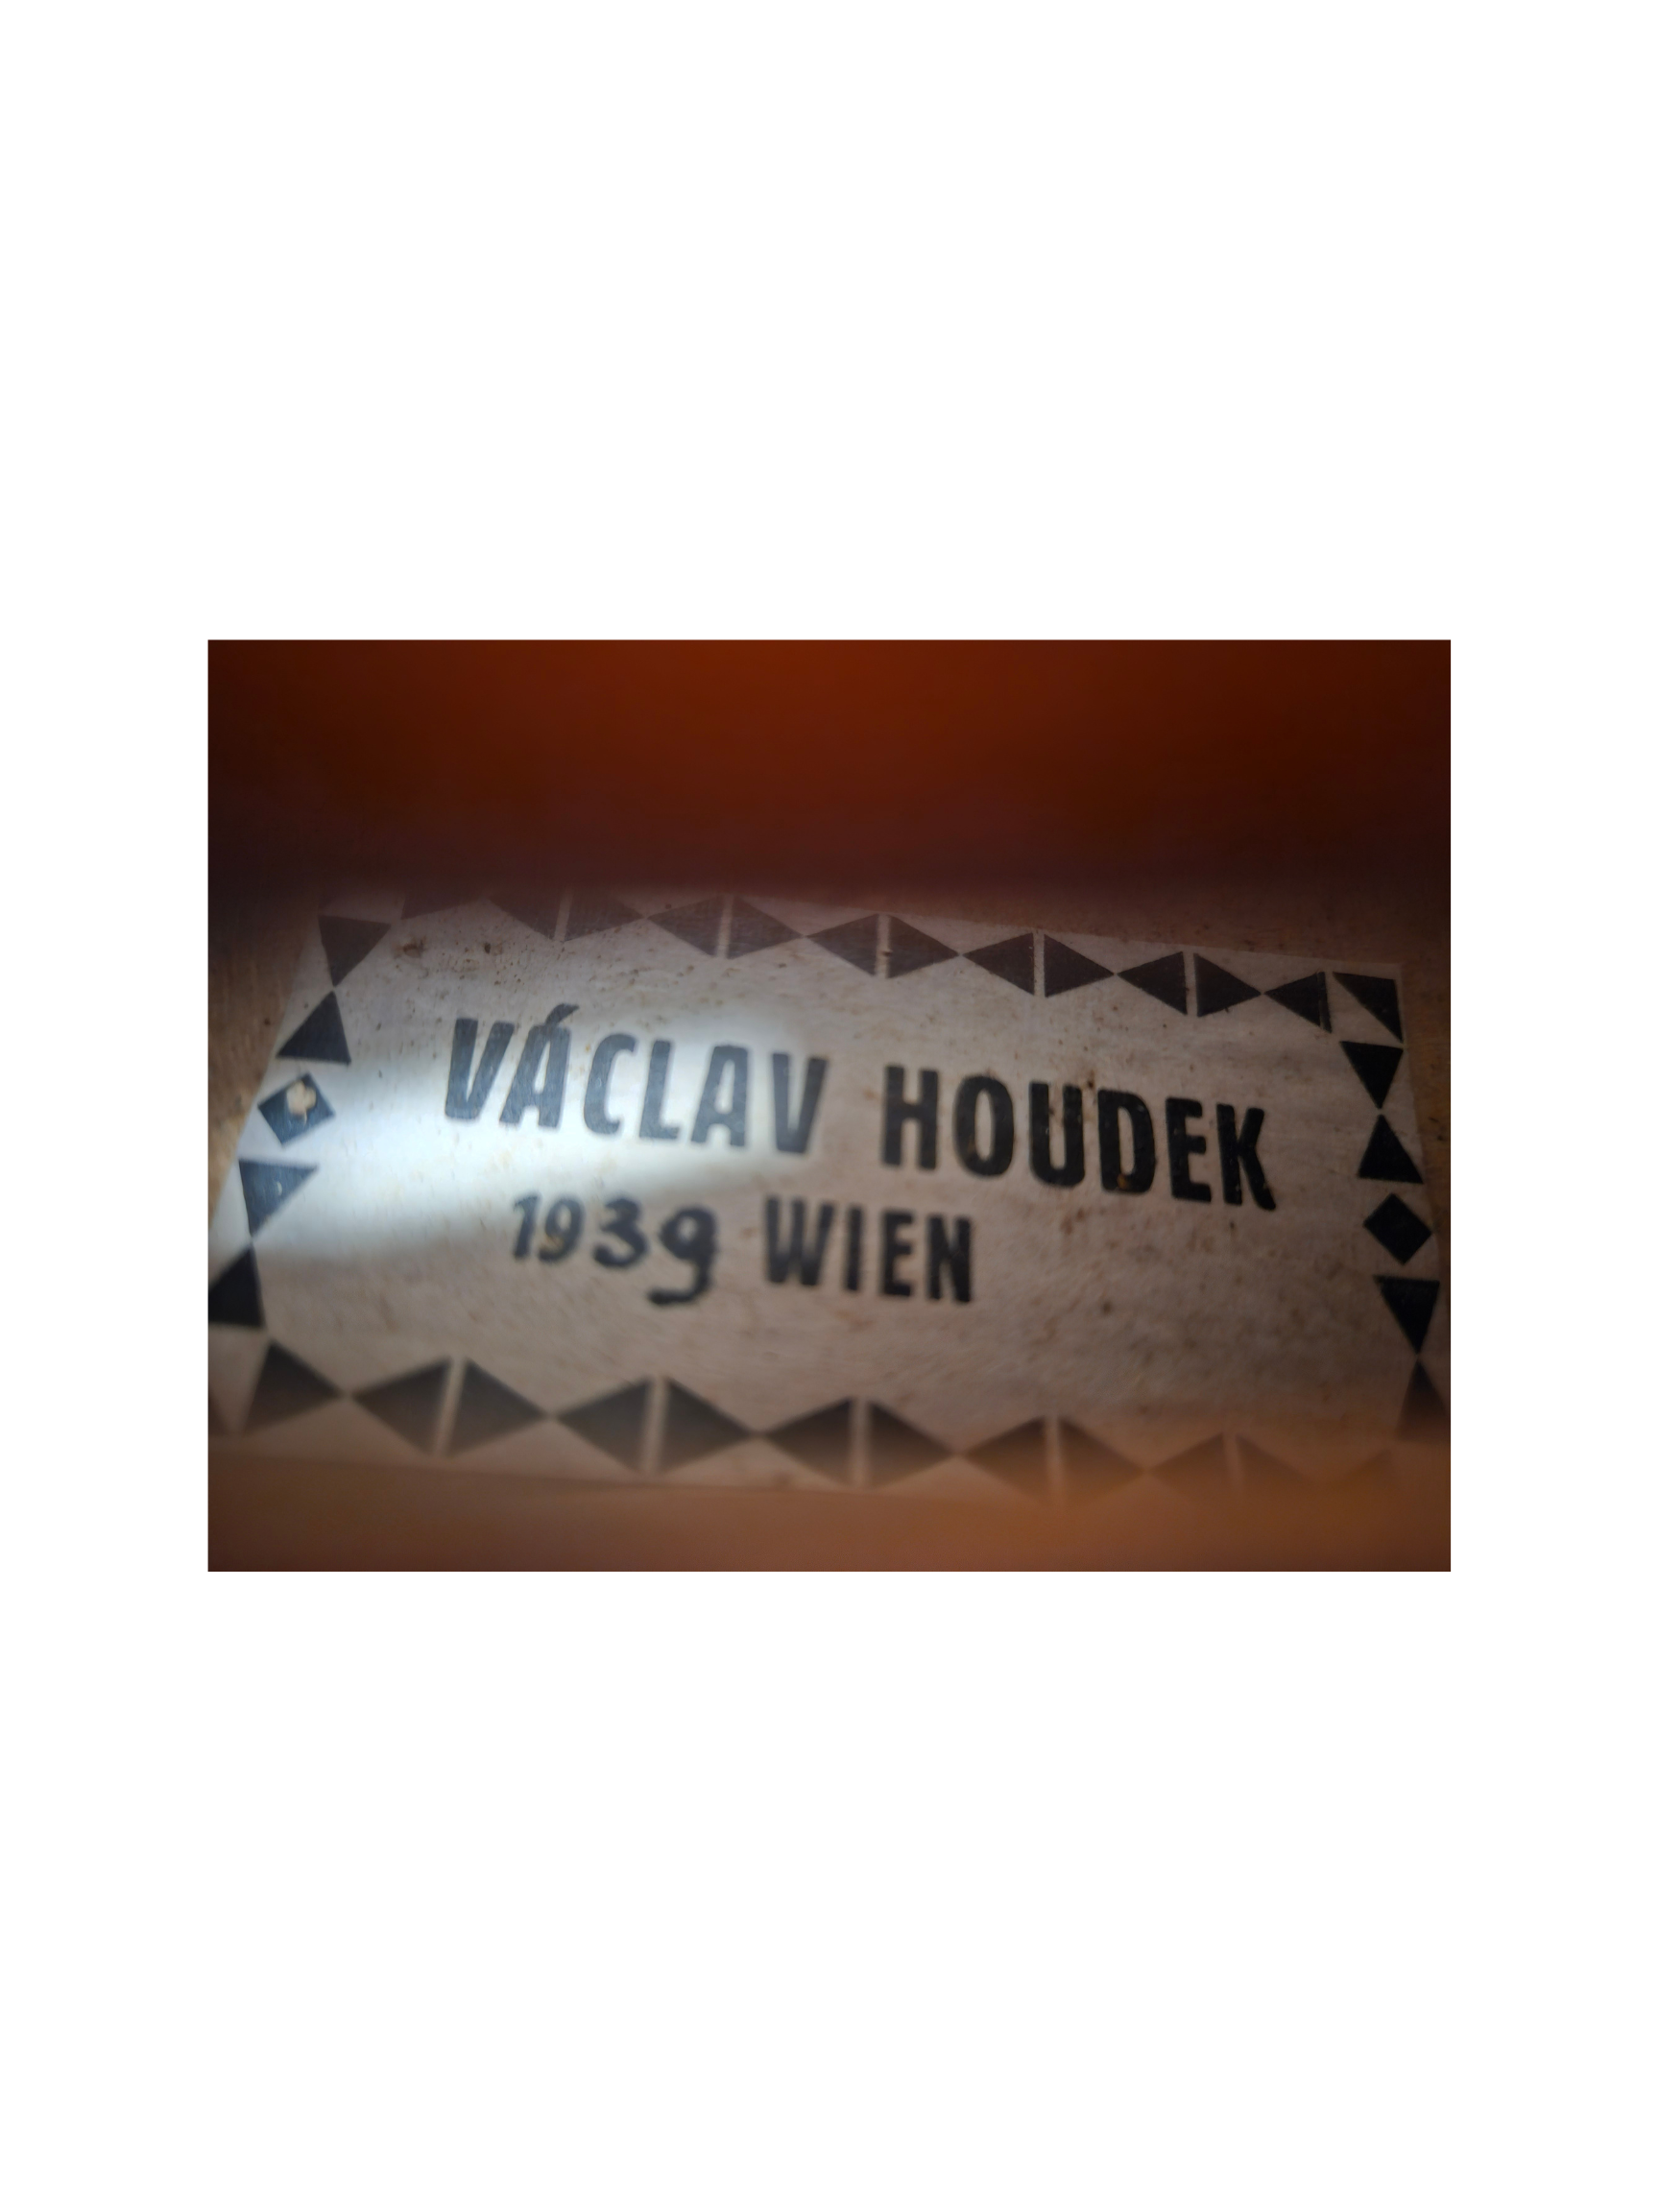 VÁCLAV HOUDEK
1939 WIEN